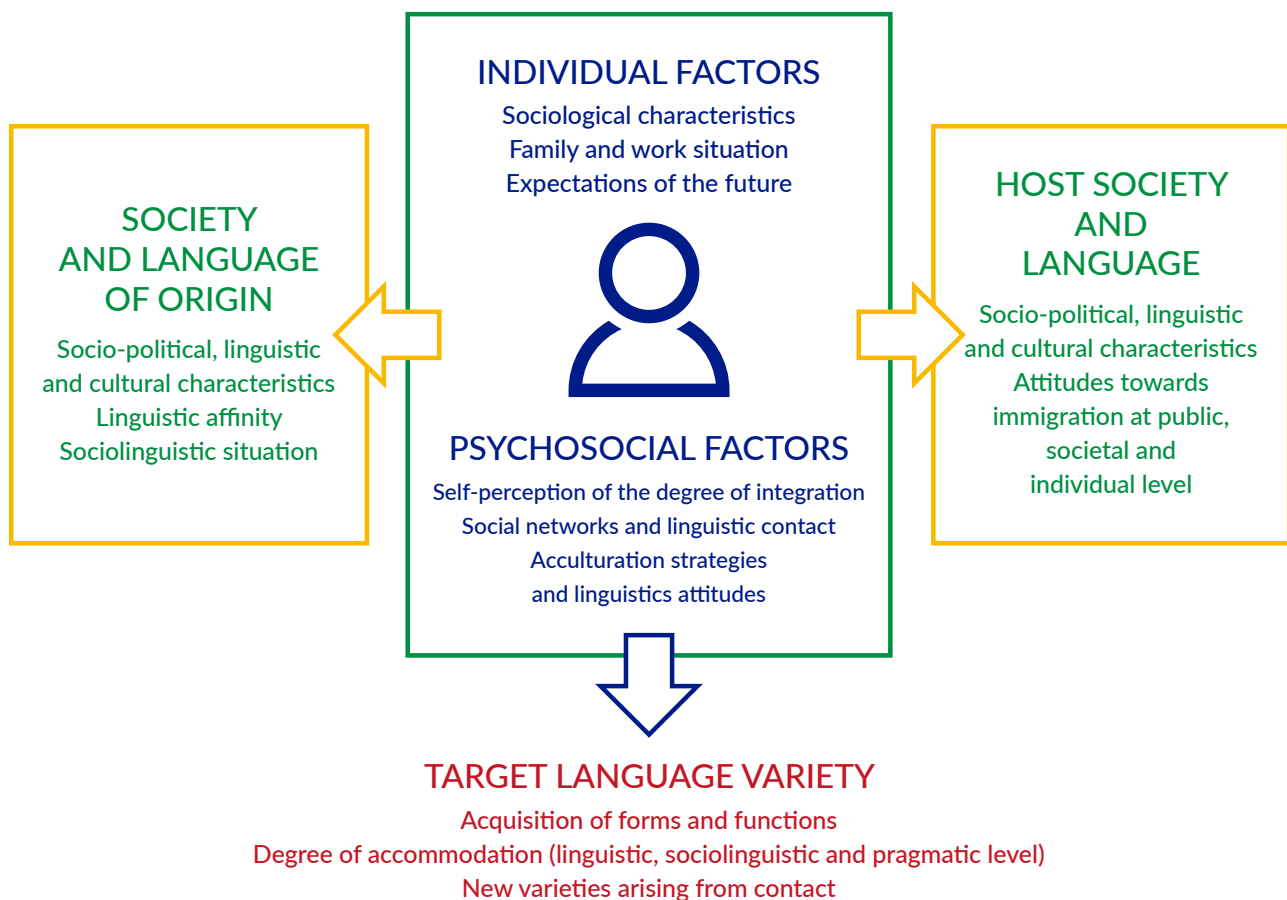 INDIVIDUAL FACTORS
Sociological characteristics
Family and work situation
Expectations of the future
SOCIETY
AND LANGUAGE
OF ORIGIN
Socio-political, linguistic
and cultural characteristics
Linguistic affinity
Sociolinguistic situation
HOST SOCIETY
AND
LANGUAGE
Socio-political, linguistic
and cultural characteristics
Attitudes towards
immigration at public,
societal and
individual level
PSYCHOSOCIAL FACTORS
Self-perception of the degree of integration
Social networks and linguistic contact
Acculturation strategies
and linguistics attitudes
TARGET LANGUAGE VARIETY
Acquisition of forms and functions
Degree of accommodation (linguistic, sociolinguistic and pragmatic level)
New varieties arising from contact